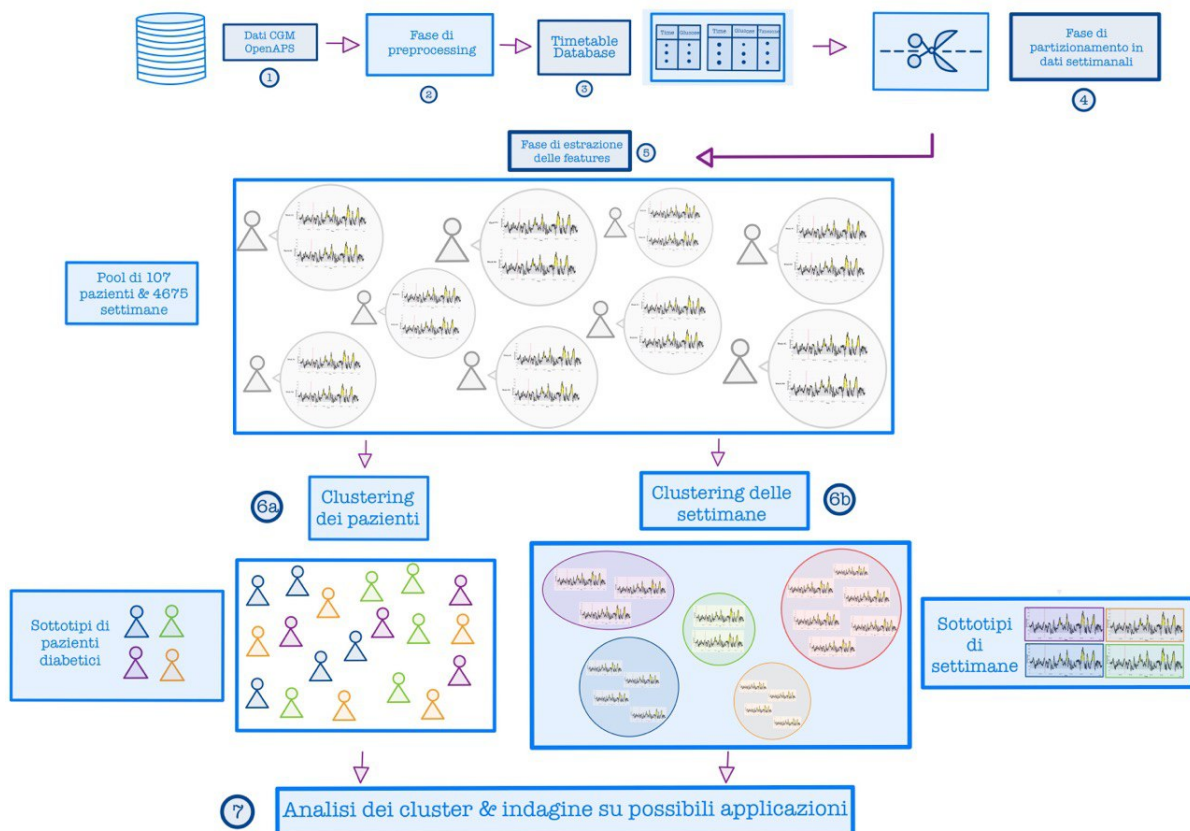 Dati CGM
OpenAPS
1
Fase di
preprocessing
2
Timetable
Database
3
Time Glucose
Time Glucose Timezone
Fase di
partizionamento in
dati settimanali
4
Fase di estrazione
delle features
5
Pool di 107
pazienti & 4675
settimane
6a
Clustering
dei pazienti
Clustering delle
settimane
6b
Sottotipi di
pazienti
diabetici
Sottotipi
di
settimane
7
Analisi dei cluster & indagine su possibili applicazioni